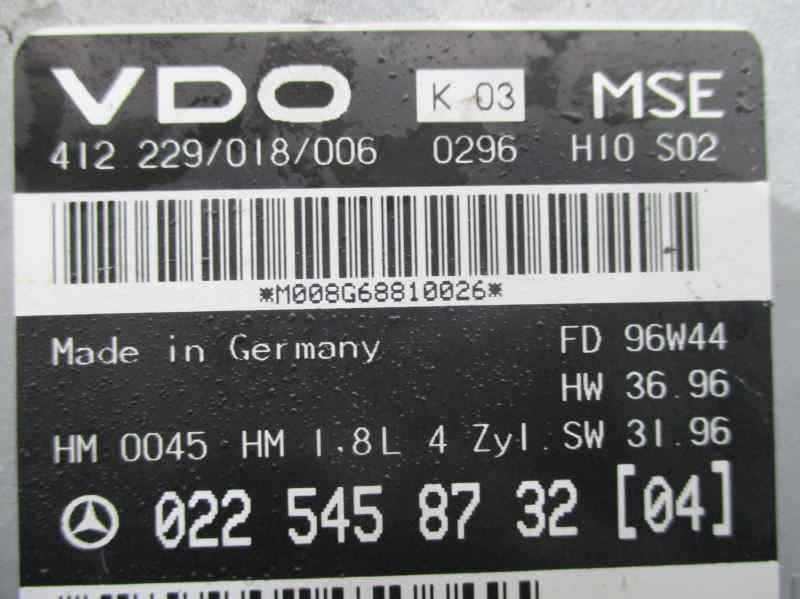 VDO K 03 MSE
412 229/018/006 0296 H10 S02
*M008G68810026*
Made in Germany FD 96W44
HW 36.96
HM 0045 HM 1.8L 4 Zyl. SW 31.96
022 545 87 32 [04]